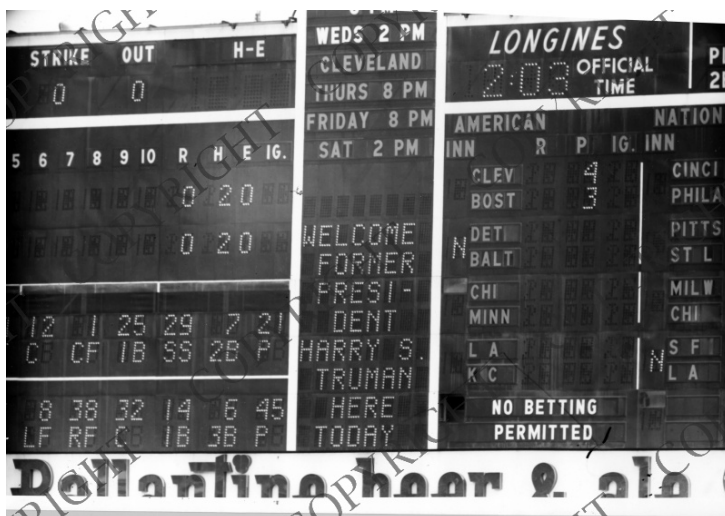 STRIKE OUT H-E
0 0
5 6 7 8 9 10 R. H E IG.
0 2 0
0 2 0
12 1 25 29 7 21
C CF 1B SS 2B P
8 38 32 14 6 45
LF RF C 1B 3B P
WEDS 2 PM
CLEVELAND
THURS 8 PM
FRIDAY 8 PM
SAT 2 PM
WELCOME
FORMER
PRESI-
DENT
HARRY S.
TRUMAN
HERE
TODAY
LONGINES
2:03 OFFICIAL
TIME
AMERICAN NATION
INN R P IG. INN
CLEV 4 CINCI
BOST 3 PHILA
DET PITTS
N
BALT ST L
CHI MILW
MINN CHI
L A S F
N
K C L A
NO BETTING
PERMITTED
Ballantine beer & ale
COPYRIGHT